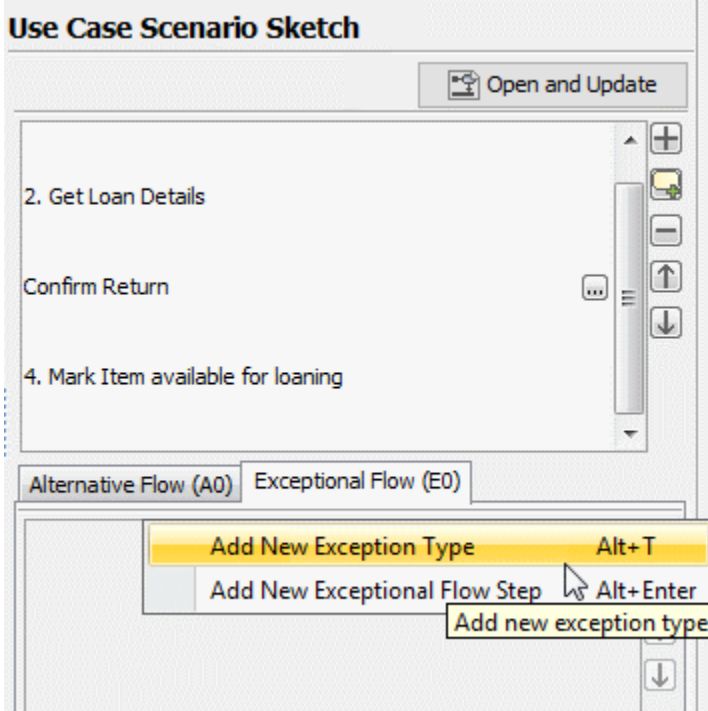 Use Case Scenario Sketch
Open and Update
2. Get Loan Details
Confirm Return
...
4. Mark Item available for loaning
Alternative Flow (A0) Exceptional Flow (E0)
Add New Exception Type Alt+T
Add New Exceptional Flow Step Alt+Enter
Add new exception type